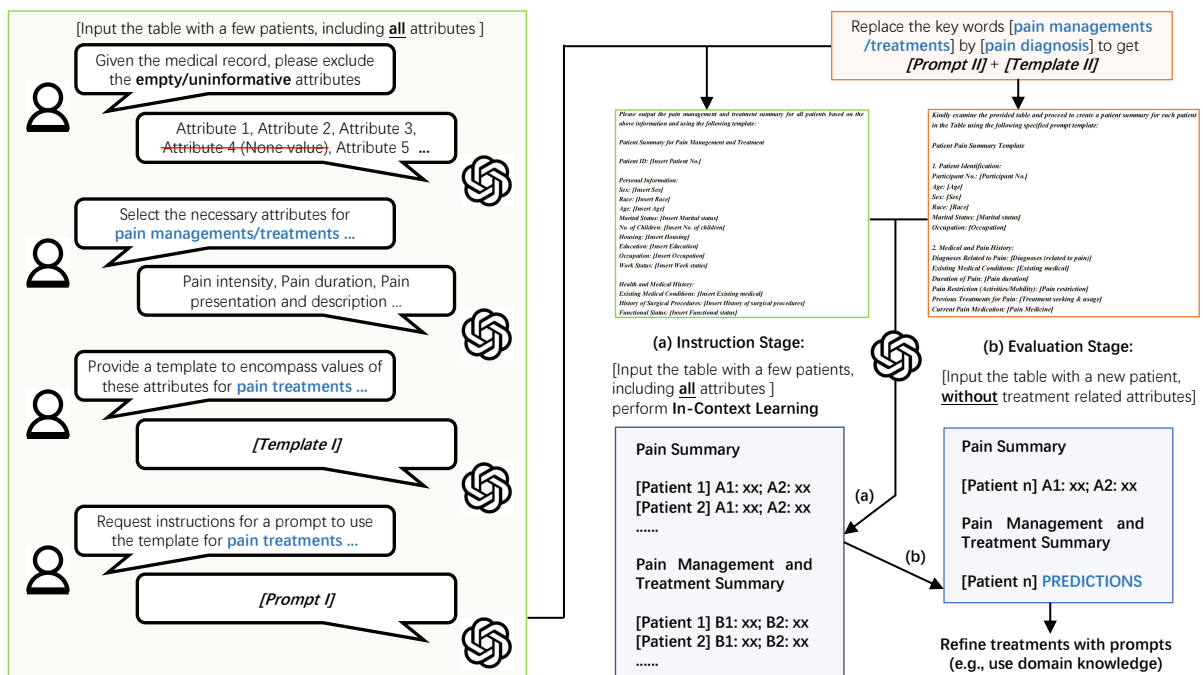 [Input the table with a few patients, including all attributes ]
Given the medical record, please exclude
the empty/uninformative attributes
Attribute 1, Attribute 2, Attribute 3,
Attribute 4 (None value), Attribute 5 ...
Select the necessary attributes for
pain managements/treatments ...
Pain intensity, Pain duration, Pain
presentation and description ...
Provide a template to encompass values of
these attributes for pain treatments ...
[Template I]
Request instructions for a prompt to use
the template for pain treatments ...
[Prompt I]
Replace the key words [pain managements
/treatments] by [pain diagnosis] to get
[Prompt II] + [Template II]
Please output the pain management and treatment summary for all patients based on the
above information and using the following template:
Patient Summary for Pain Management and Treatment
Patient ID: [Insert Patient No.]
Personal Information:
Sex: [Insert Sex]
Race: [Insert Race]
Age: [Insert Age]
Marital Status: [Insert Marital status]
No. of Children: [Insert No. of children]
Housing: [Insert Housing]
Education: [Insert Education]
Occupation: [Insert Occupation]
Work Status: [Insert Work status]
Health and Medical History:
Existing Medical Conditions: [Insert Existing medical]
History of Surgical Procedures: [Insert History of surgical procedures]
Functional Status: [Insert Functional status]
Kindly examine the provided table and proceed to create a patient summary for each patient
in the Table using the following specified prompt template:
Patient Pain Summary Template
1. Patient Identification:
Participant No.: [Participant No.]
Age: [Age]
Sex: [Sex]
Race: [Race]
Marital Status: [Marital status]
Occupation: [Occupation]
2. Medical and Pain History:
Diagnoses Related to Pain: [Diagnoses (related to pain)]
Existing Medical Conditions: [Existing medical]
Duration of Pain: [Pain duration]
Pain Restriction (Activities/Mobility): [Pain restriction]
Previous Treatments for Pain: [Treatment seeking & usage]
Current Pain Medication: [Pain Medicine]
(a) Instruction Stage:
[Input the table with a few patients,
including all attributes ]
perform In-Context Learning
(b) Evaluation Stage:
[Input the table with a new patient,
without treatment related attributes]
Pain Summary
[Patient 1] A1: xx; A2: xx
[Patient 2] A1: xx; A2: xx
......
Pain Management and
Treatment Summary
[Patient 1] B1: xx; B2: xx
[Patient 2] B1: xx; B2: xx
......
(a)
(b)
Pain Summary
[Patient n] A1: xx; A2: xx
Pain Management and
Treatment Summary
[Patient n] PREDICTIONS
Refine treatments with prompts
(e.g., use domain knowledge)